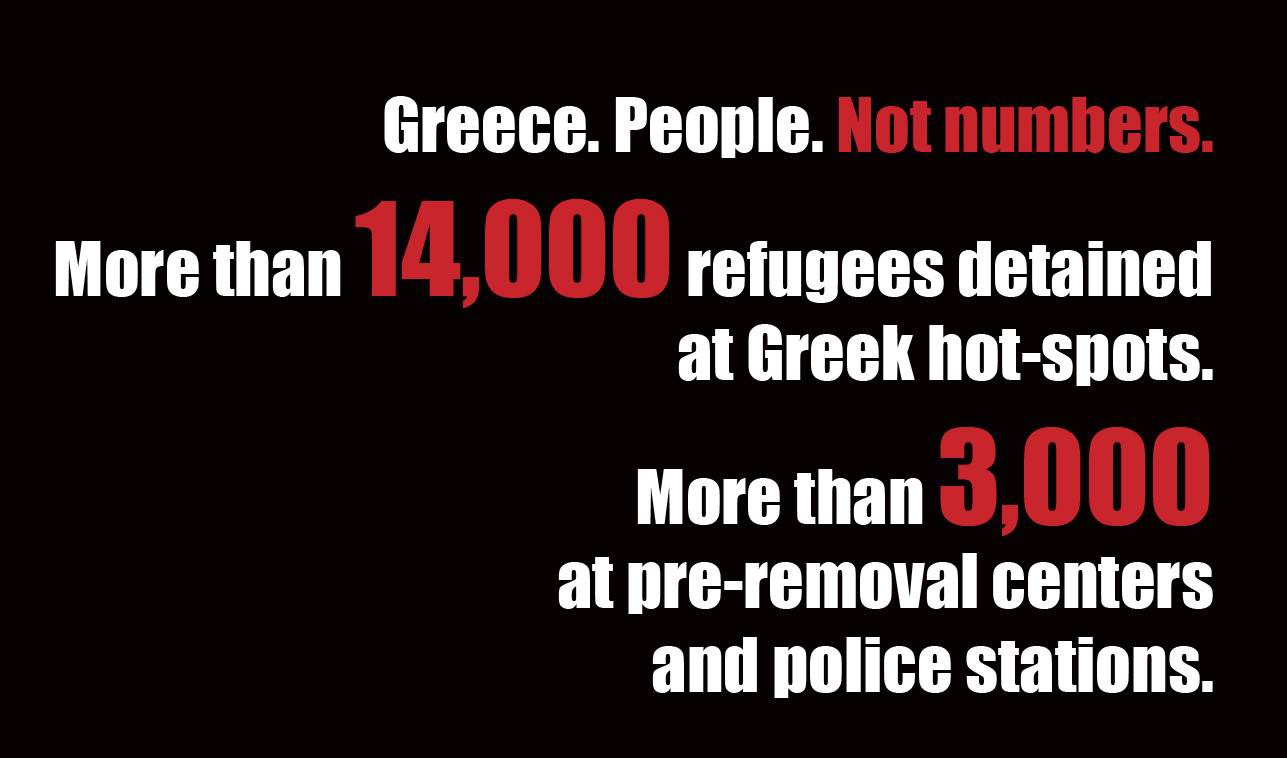 Greece. People. Not numbers.
More than 14,000 refugees detained
at Greek hot-spots.
More than 3,000
at pre-removal centers
and police stations.